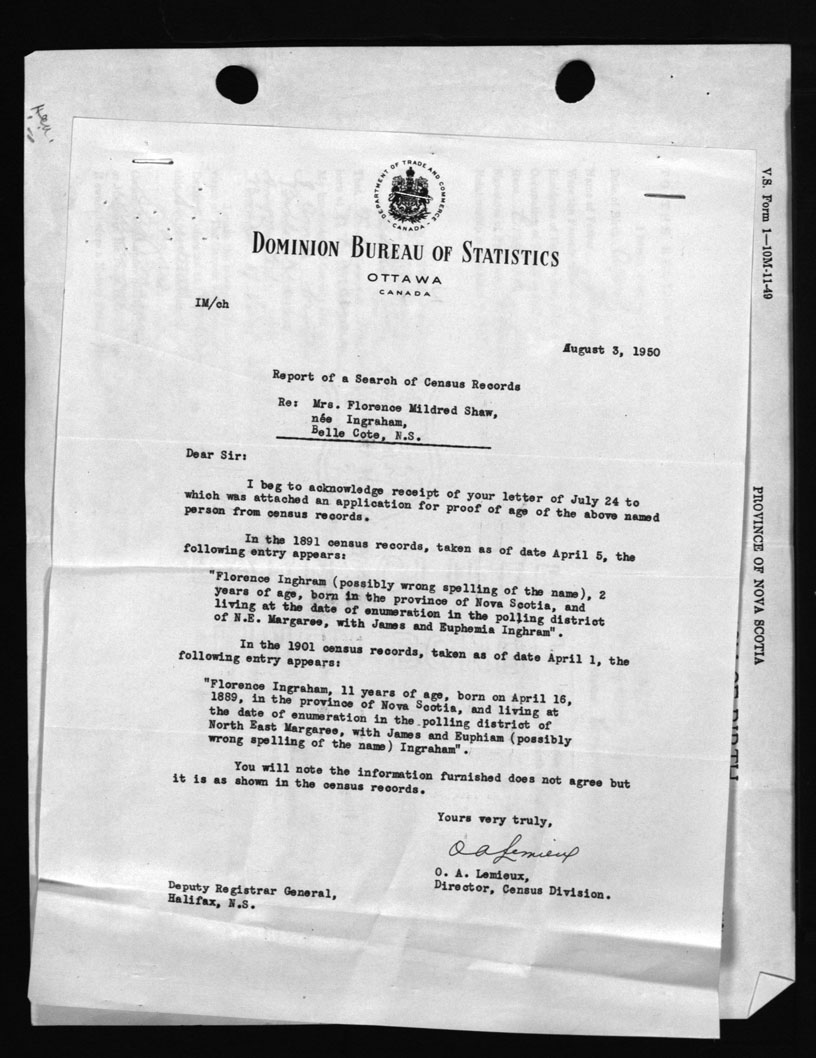 DEPARTMENT OF TRADE AND COMMERCE
- CANADA -
DOMINION BUREAU OF STATISTICS
OTTAWA
CANADA
IM/ch
August 3, 1950
Report of a Search of Census Records
Re: Mrs. Florence Mildred Shaw,
née Ingraham,
Belle Cote, N.S.
Dear Sir:
I beg to acknowledge receipt of your letter of July 24 to
which was attached an application for proof of age of the above named
person from census records.
In the 1891 census records, taken as of date April 5, the
following entry appears:
"Florence Inghram (possibly wrong spelling of the name), 2
years of age, born in the province of Nova Scotia, and
living at the date of enumeration in the polling district
of N.E. Margaree, with James and Euphemia Inghram".
In the 1901 census records, taken as of date April 1, the
following entry appears:
"Florence Ingraham, 11 years of age, born on April 16,
1889, in the province of Nova Scotia, and living at
the date of enumeration in the polling district of
North East Margaree, with James and Euphiam (possibly
wrong spelling of the name) Ingraham".
You will note the information furnished does not agree but
it is as shown in the census records.
Yours very truly,
O A Lemieux
O. A. Lemieux,
Director, Census Division.
Deputy Registrar General,
Halifax, N.S.
V.S. Form 1—10M-11-49
PROVINCE OF NOVA SCOTIA